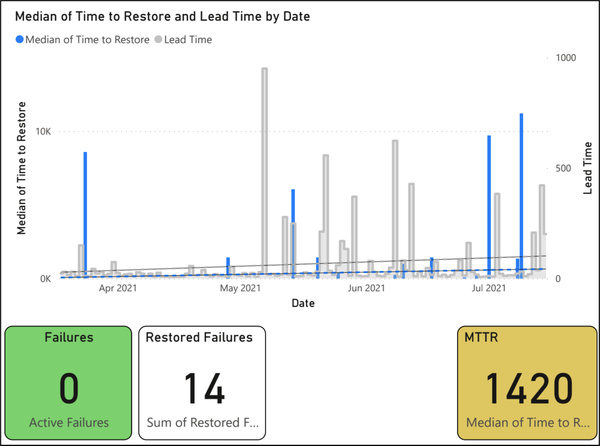 Median of Time to Restore and Lead Time by Date
Median of Time to Restore Lead Time
1000
10K
500
0K
0
Median of Time to Restore
Lead Time
Apr 2021 May 2021 Jun 2021 Jul 2021
Date
Failures
0
Active Failures
Restored Failures
14
Sum of Restored F...
MTTR
1420
Median of Time to R...